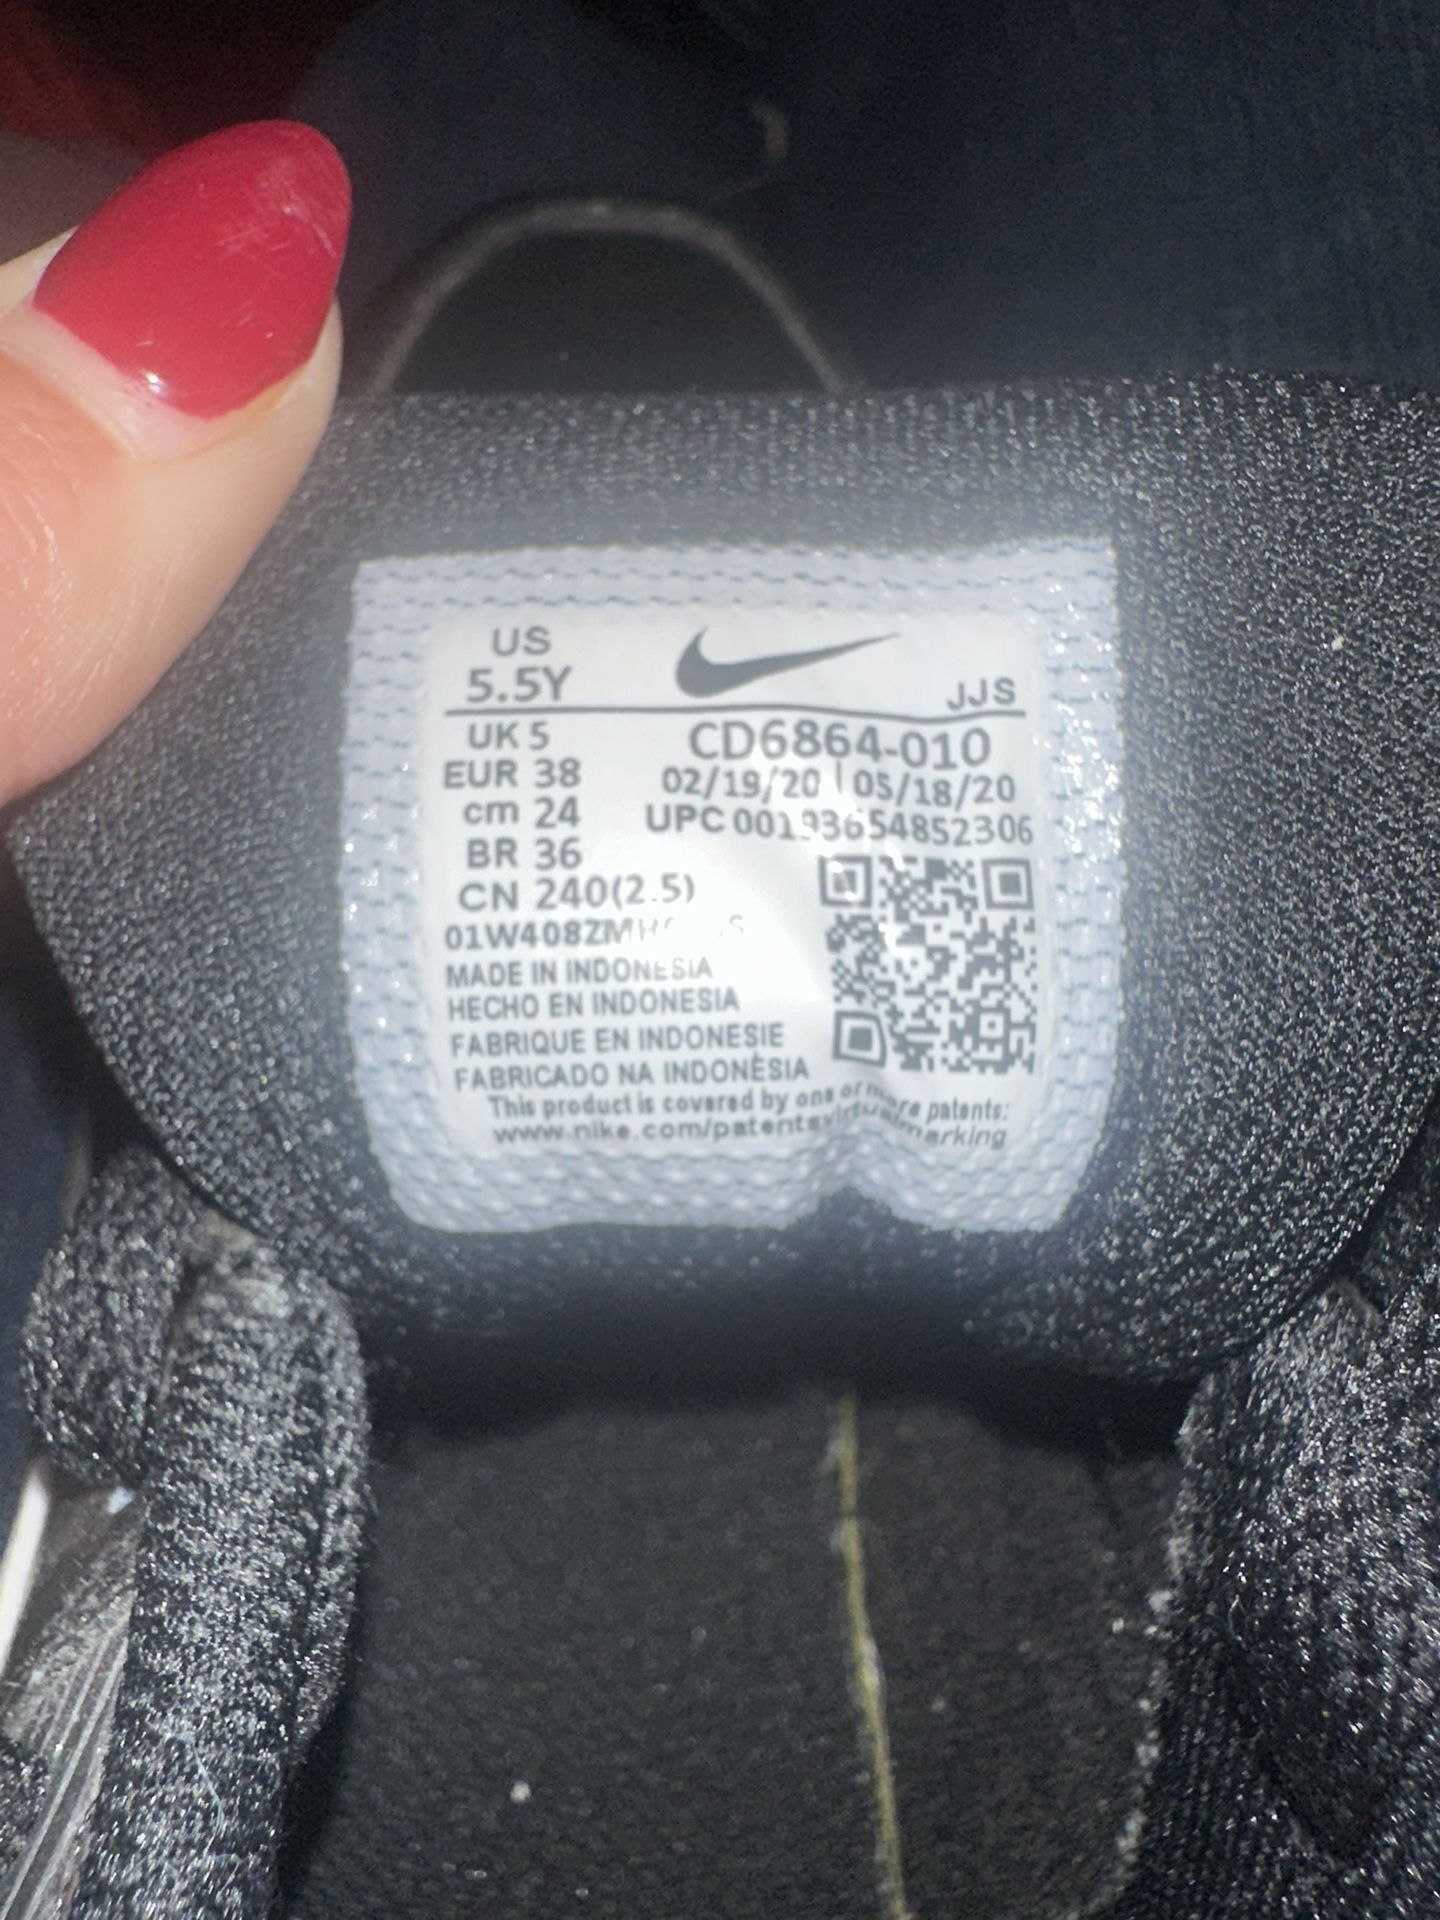 US
5.5Y
JJS
UK 5
CD6864-010
EUR 38
02/19/20 | 05/18/20
cm 24
UPC 00193654852306
BR 36
CN 240(2.5)
MADE IN INDONESIA
HECHO EN INDONESIA
FABRIQUE EN INDONESIE
FABRICADO NA INDONÉSIA
This product is covered by one of more patents:
www.nike.com/patentsvirtualmarking